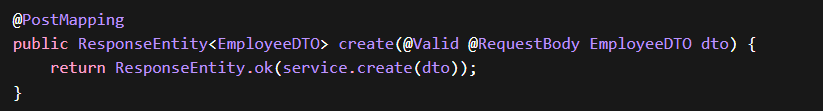 @PostMapping
public ResponseEntity<EmployeeDTO> create(@Valid @RequestBody EmployeeDTO dto) {
    return ResponseEntity.ok(service.create(dto));
}